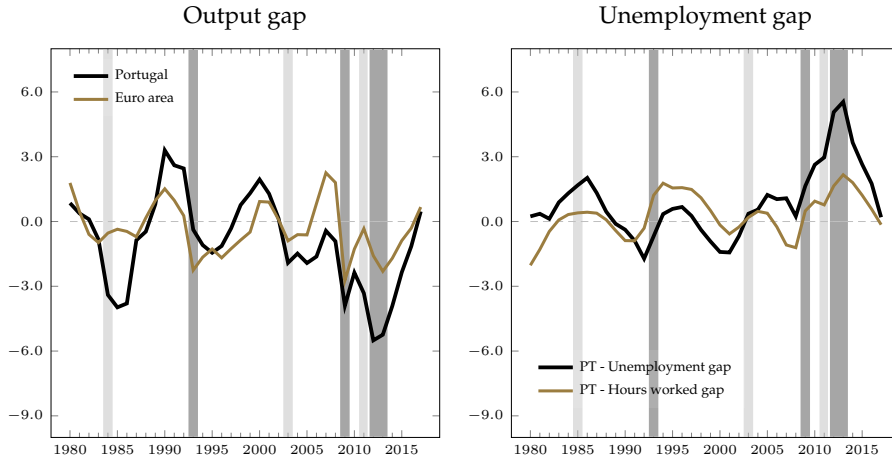 Output gap
Portugal
Euro area
6.0
3.0
0.0
−3.0
−6.0
−9.0
1980 1985 1990 1995 2000 2005 2010 2015
Unemployment gap
6.0
3.0
0.0
−3.0
−6.0
−9.0
PT - Unemployment gap
PT - Hours worked gap
1980 1985 1990 1995 2000 2005 2010 2015